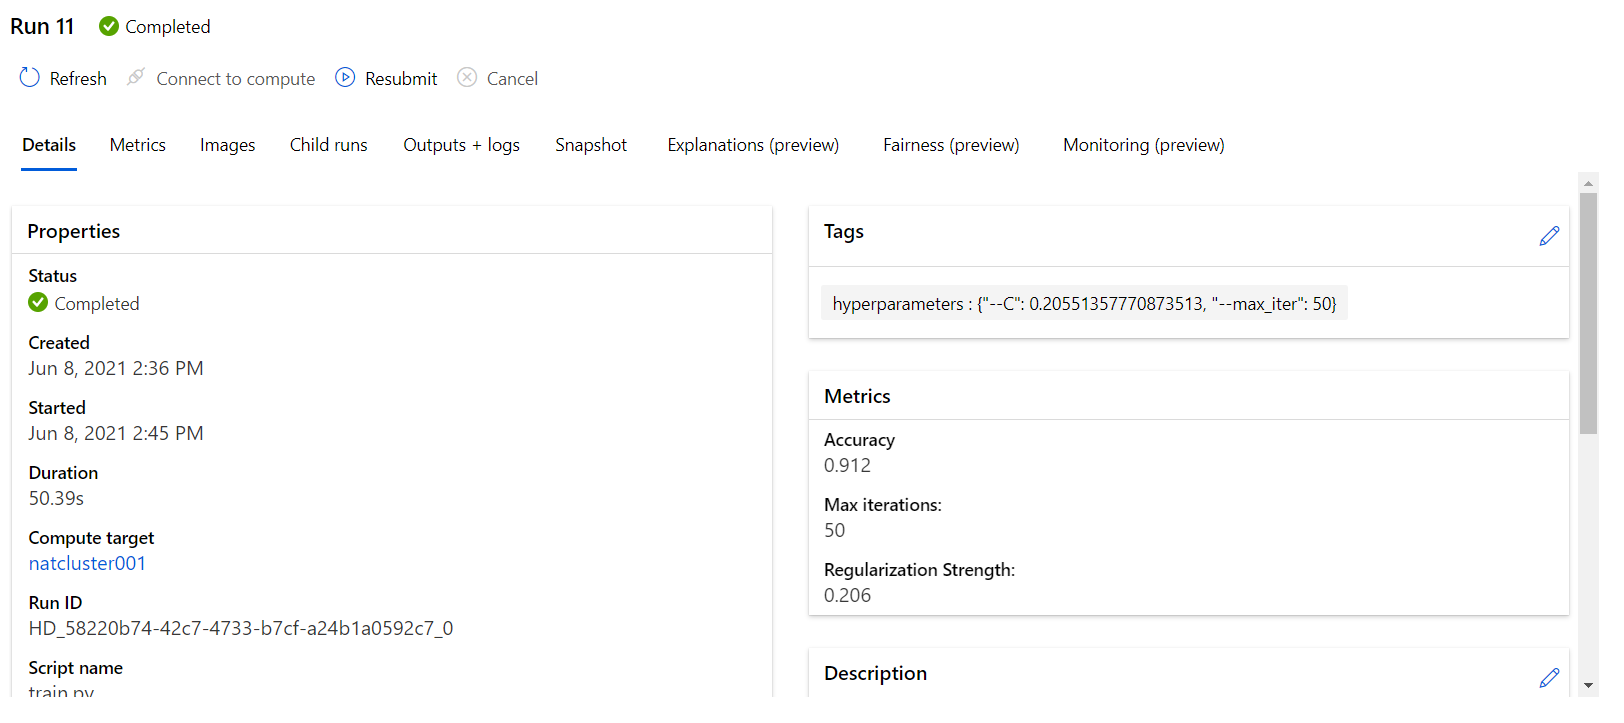 Run 11 Completed
Refresh Connect to compute Resubmit Cancel
Details Metrics Images Child runs Outputs + logs Snapshot Explanations (preview) Fairness (preview) Monitoring (preview)
Properties
Status
Completed
Created
Jun 8, 2021 2:36 PM
Started
Jun 8, 2021 2:45 PM
Duration
50.39s
Compute target
natcluster001
Run ID
HD_58220b74-42c7-4733-b7cf-a24b1a0592c7_0
Script name
train.py
Tags
hyperparameters : {"--C": 0.20551357770873513, "--max_iter": 50}
Metrics
Accuracy
0.912
Max iterations:
50
Regularization Strength:
0.206
Description